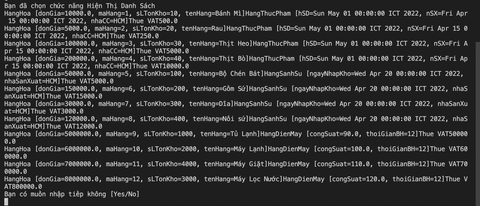 Bạn đã chọn chức năng Hiện Thị Danh Sách
HangHoa [donGia=10000.0, maHang=1, slTonKho=10, tenHang=Bánh Mì]HangThucPham [hSD=Sun May 01 00:00:00 ICT 2022, nSX=Fri Apr
15 00:00:00 ICT 2022, nhaCC=HCM]Thue VAT500.0
HangHoa [donGia=5000.0, maHang=2, slTonKho=20, tenHang=Rau]HangThucPham [hSD=Sun May 01 00:00:00 ICT 2022, nSX=Fri Apr 15 0
0:00:00 ICT 2022, nhaCC=HCM]Thue VAT250.0
HangHoa [donGia=100000.0, maHang=3, slTonKho=30, tenHang=Thịt Heo]HangThucPham [hSD=Sun May 01 00:00:00 ICT 2022, nSX=Fri A
pr 15 00:00:00 ICT 2022, nhaCC=HCM]Thue VAT5000.0
HangHoa [donGia=200000.0, maHang=4, slTonKho=40, tenHang=Thịt Bò]HangThucPham [hSD=Sun May 01 00:00:00 ICT 2022, nSX=Fri Ap
r 15 00:00:00 ICT 2022, nhaCC=HCM]Thue VAT10000.0
HangHoa [donGia=50000.0, maHang=5, slTonKho=100, tenHang=Bộ Chén Bát]HangSanhSu [ngayNhapKho=Wed Apr 20 00:00:00 ICT 2022,
nhaSanXuat=HCM]Thue VAT5000.0
HangHoa [donGia=150000.0, maHang=6, slTonKho=200, tenHang=Gốm Sứ]HangSanhSu [ngayNhapKho=Wed Apr 20 00:00:00 ICT 2022, nhaS
anXuat=HCM]Thue VAT15000.0
HangHoa [donGia=30000.0, maHang=7, slTonKho=300, tenHang=Dĩa]HangSanhSu [ngayNhapKho=Wed Apr 20 00:00:00 ICT 2022, nhaSanXu
at=HCM]Thue VAT3000.0
HangHoa [donGia=120000.0, maHang=8, slTonKho=400, tenHang=Nồi sứ]HangSanhSu [ngayNhapKho=Wed Apr 20 00:00:00 ICT 2022, nhaS
anXuat=HCM]Thue VAT12000.0
HangHoa [donGia=5000000.0, maHang=9, slTonKho=1000, tenHang=Tủ Lạnh]HangDienMay [congSuat=90.0, thoiGianBH=12]Thue VAT50000
0.0
HangHoa [donGia=6000000.0, maHang=10, slTonKho=2000, tenHang=Máy Lạnh]HangDienMay [congSuat=100.0, thoiGianBH=12]Thue VAT60
0000.0
HangHoa [donGia=7000000.0, maHang=11, slTonKho=3000, tenHang=Máy Giặt]HangDienMay [congSuat=110.0, thoiGianBH=12]Thue VAT70
0000.0
HangHoa [donGia=8000000.0, maHang=12, slTonKho=4000, tenHang=Máy Lọc Nước]HangDienMay [congSuat=120.0, thoiGianBH=12]Thue V
AT800000.0
Bạn có muốn nhập tiếp không [Yes/No]